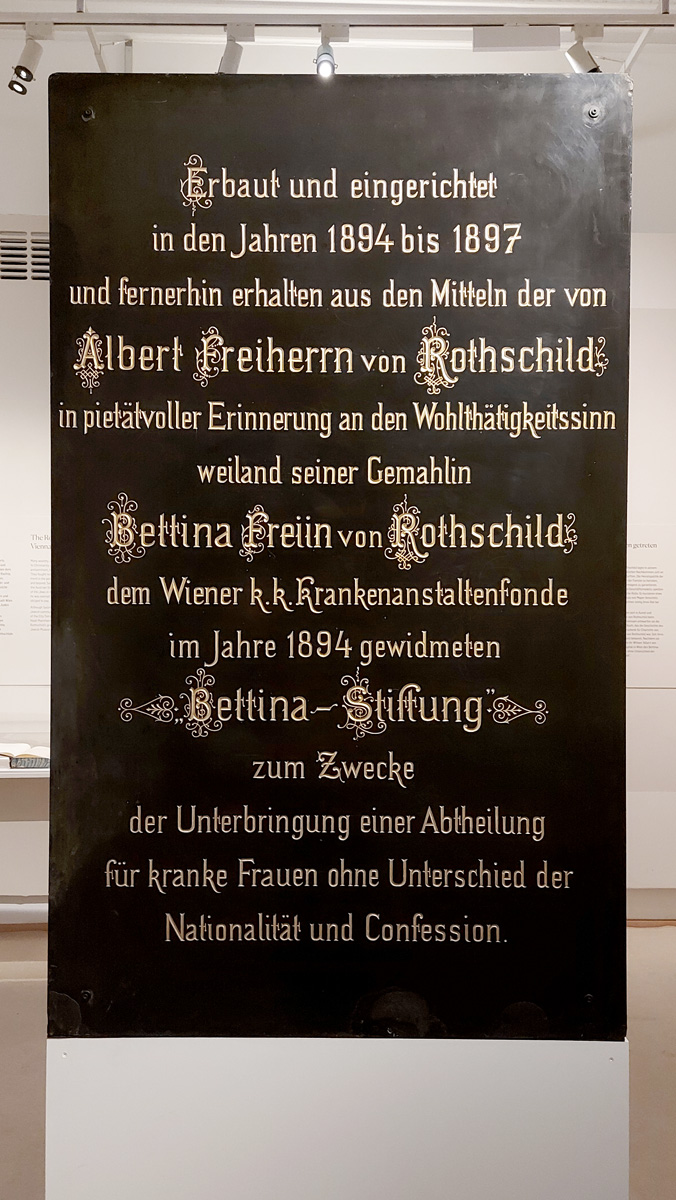 Erbaut und eingerichtet
in den Jahren 1894 bis 1897
und fernerhin erhalten aus den Mitteln der von
Albert Freiherrn von Rothschild
in pietätvoller Erinnerung an den Wohlthätigkeitssinn
weiland seiner Gemahlin
Bettina Freiin von Rothschild
dem Wiener k. k. Krankenanstaltenfonde
im Jahre 1894 gewidmeten
„Bettina – Stiftung”
zum Zwecke
der Unterbringung einer Abtheilung
für kranke Frauen ohne Unterschied der
Nationalität und Confession.